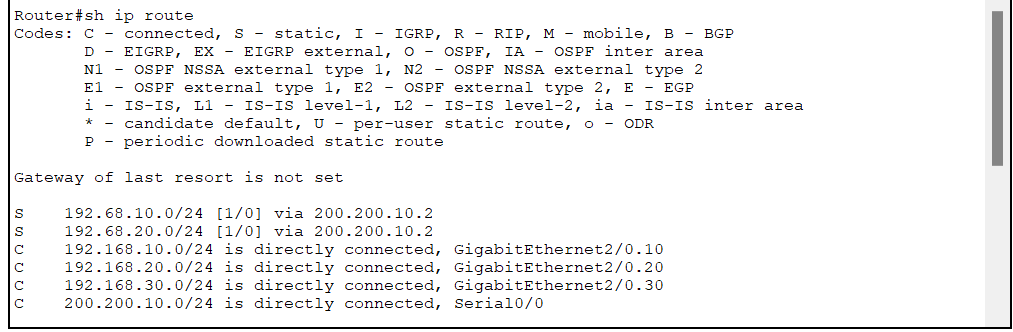 Router#sh ip route
Codes: C - connected, S - static, I - IGRP, R - RIP, M - mobile, B - BGP
       D - EIGRP, EX - EIGRP external, O - OSPF, IA - OSPF inter area
       N1 - OSPF NSSA external type 1, N2 - OSPF NSSA external type 2
       E1 - OSPF external type 1, E2 - OSPF external type 2, E - EGP
       i - IS-IS, L1 - IS-IS level-1, L2 - IS-IS level-2, ia - IS-IS inter area
       * - candidate default, U - per-user static route, o - ODR
       P - periodic downloaded static route

Gateway of last resort is not set

S    192.68.10.0/24 [1/0] via 200.200.10.2
S    192.68.20.0/24 [1/0] via 200.200.10.2
C    192.168.10.0/24 is directly connected, GigabitEthernet2/0.10
C    192.168.20.0/24 is directly connected, GigabitEthernet2/0.20
C    192.168.30.0/24 is directly connected, GigabitEthernet2/0.30
C    200.200.10.0/24 is directly connected, Serial0/0